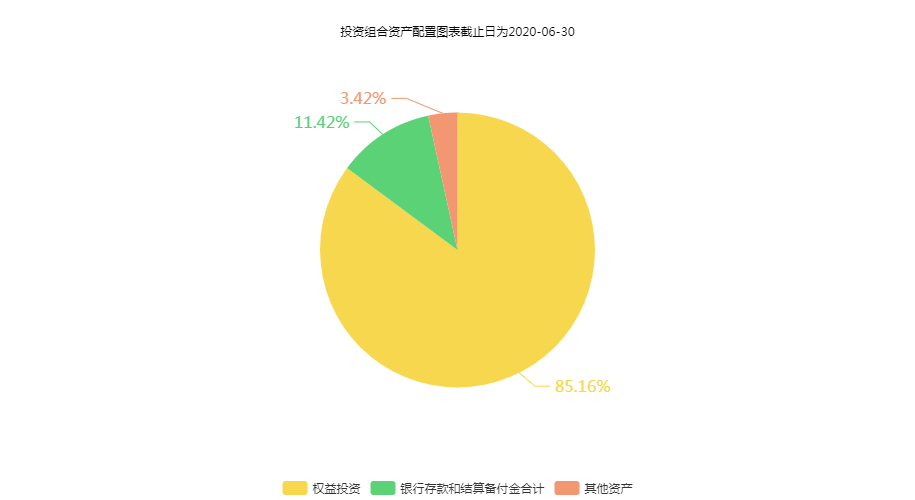 投资组合资产配置图表截止日为2020-06-30
3.42%
11.42%
85.16%
权益投资 银行存款和结算备付金合计 其他资产